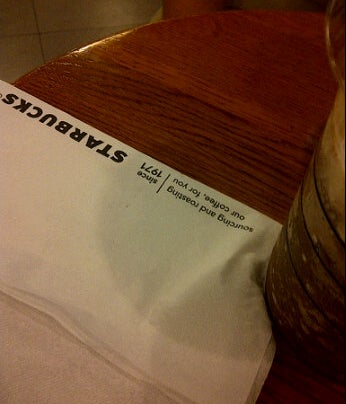 STARBUCKS®
since
1971
sourcing and roasting
our coffee, for you